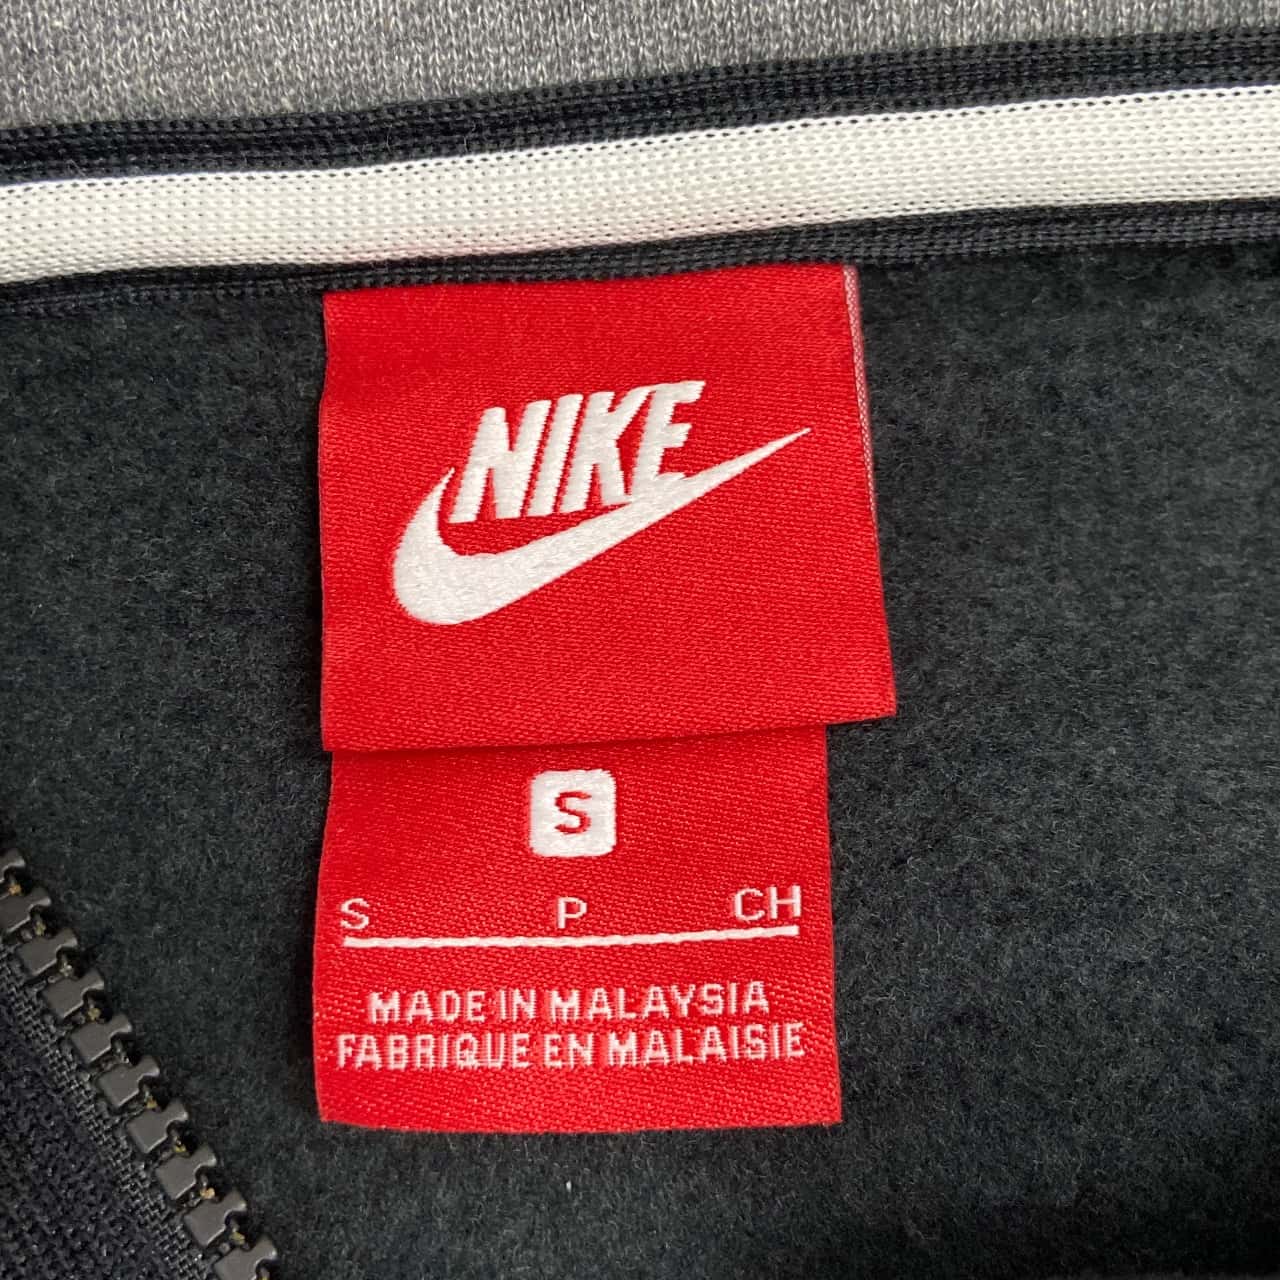 NIKE
S
S P CH
MADE IN MALAYSIA
FABRIQUE EN MALAISIE